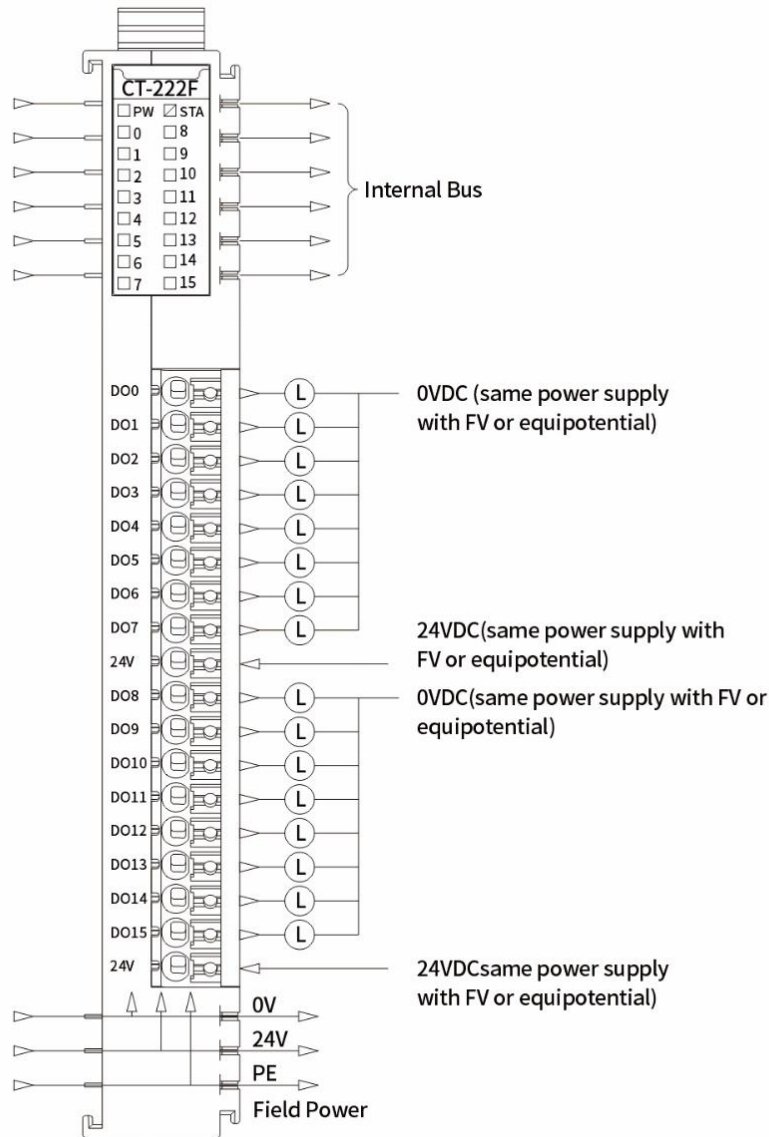 CT-222F
PW STA
0 8
1 9
2 10
3 11
4 12
5 13
6 14
7 15
Internal Bus
DO0 L 0VDC (same power supply
with FV or equipotential)
DO1 L
DO2 L
DO3 L
DO4 L
DO5 L
DO6 L
DO7 L 24VDC(same power supply with
24V FV or equipotential)
DO8 L 0VDC(same power supply with FV or
equipotential)
DO9 L
DO10 L
DO11 L
DO12 L
DO13 L
DO14 L
DO15 L
24V 24VDCsame power supply
with FV or equipotential)
0V
24V
PE
Field Power